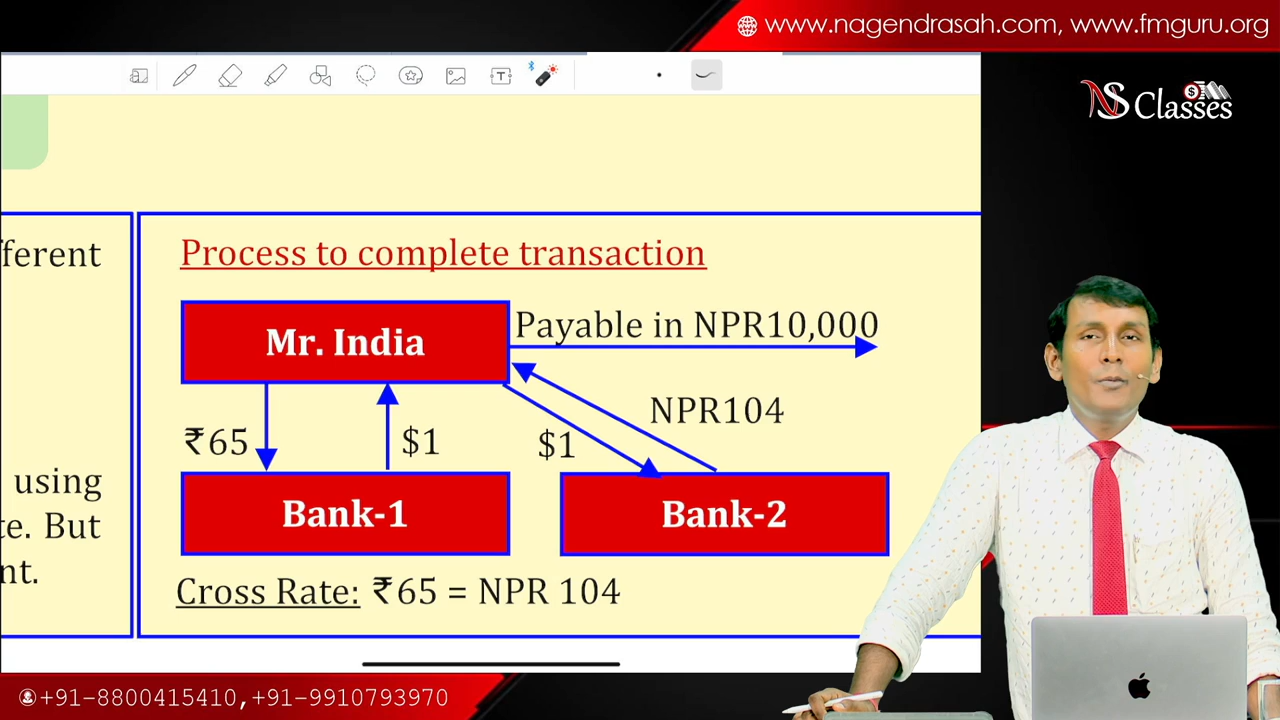 www.nagendrasah.com, www.fmguru.org
NS Classes
fferent
using
te. But
nt.
Process to complete transaction
Mr. India
Payable in NPR10,000
₹65
$1
$1
NPR104
Bank-1
Bank-2
Cross Rate: ₹65 = NPR 104
+91-8800415410,+91-9910793970